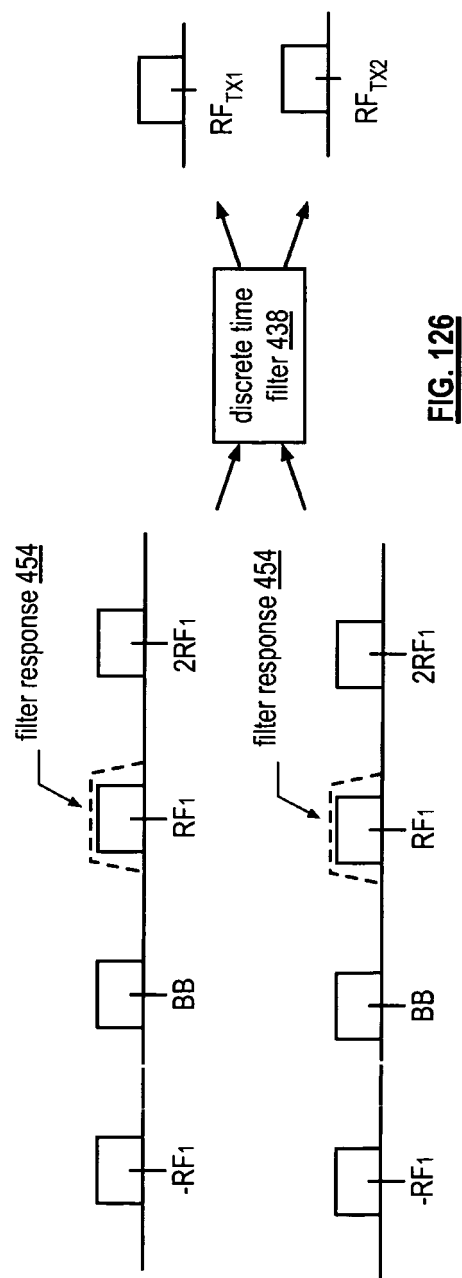 filter response 454
-RF1
BB
RF1
2RF1
filter response 454
-RF1
BB
RF1
2RF1
discrete time
filter 438
RFTX1
RFTX2
FIG. 126